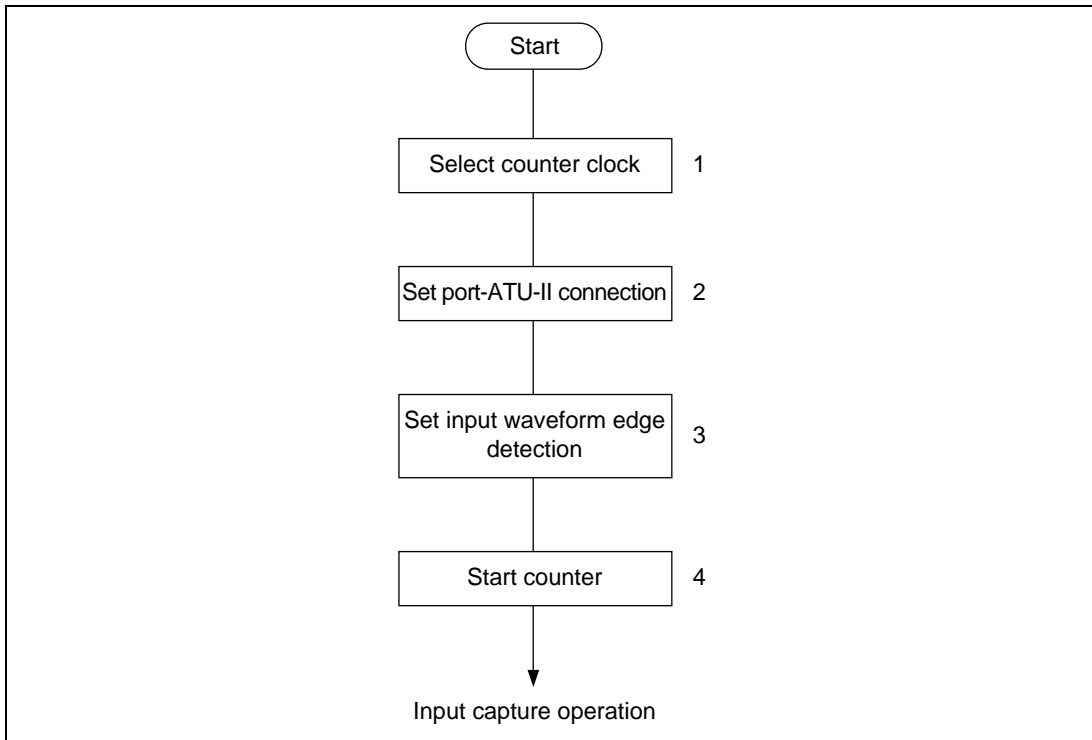 Start
Select counter clock 1
Set port-ATU-II connection 2
Set input waveform edge
detection
3
Start counter 4
Input capture operation